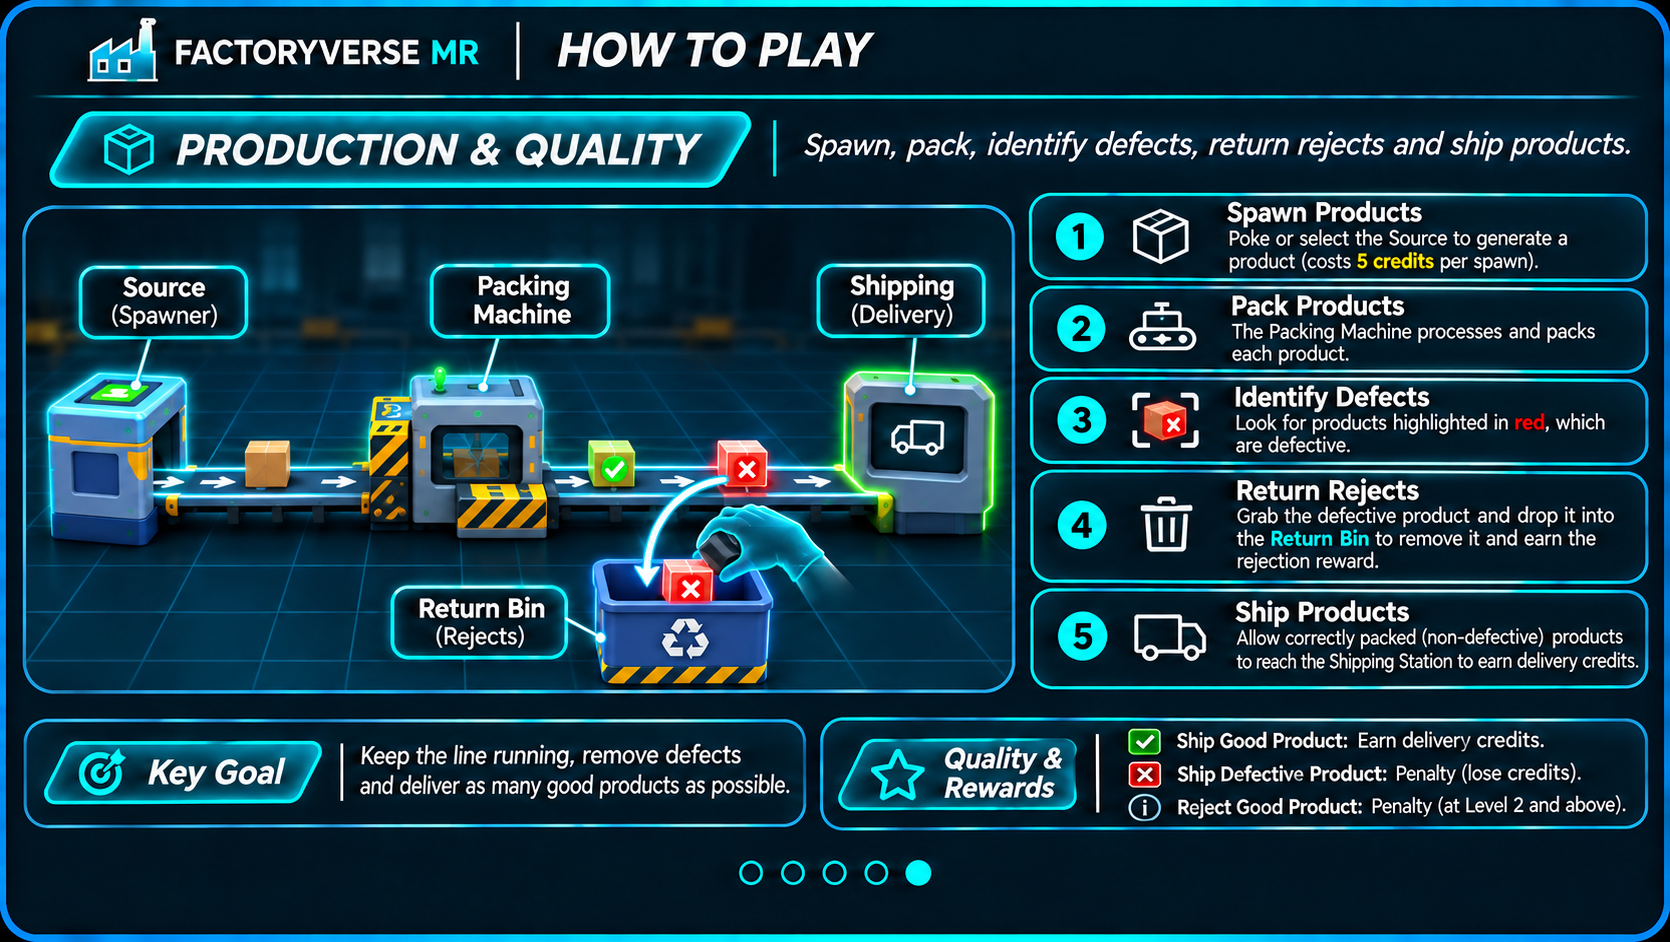 FACTORYVERSE MR
HOW TO PLAY
PRODUCTION & QUALITY
Spawn, pack, identify defects, return rejects and ship products.
Source
(Spawner)
Packing
Machine
Shipping
(Delivery)
Return Bin
(Rejects)
1
Spawn Products
Poke or select the Source to generate a
product (costs 5 credits per spawn).
2
Pack Products
The Packing Machine processes and packs
each product.
3
Identify Defects
Look for products highlighted in red, which
are defective.
4
Return Rejects
Grab the defective product and drop it into
the Return Bin to remove it and earn the
rejection reward.
5
Ship Products
Allow correctly packed (non-defective) products
to reach the Shipping Station to earn delivery credits.
Key Goal
Keep the line running, remove defects
and deliver as many good products as possible.
Quality &
Rewards
Ship Good Product: Earn delivery credits.
Ship Defective Product: Penalty (lose credits).
Reject Good Product: Penalty (at Level 2 and above).